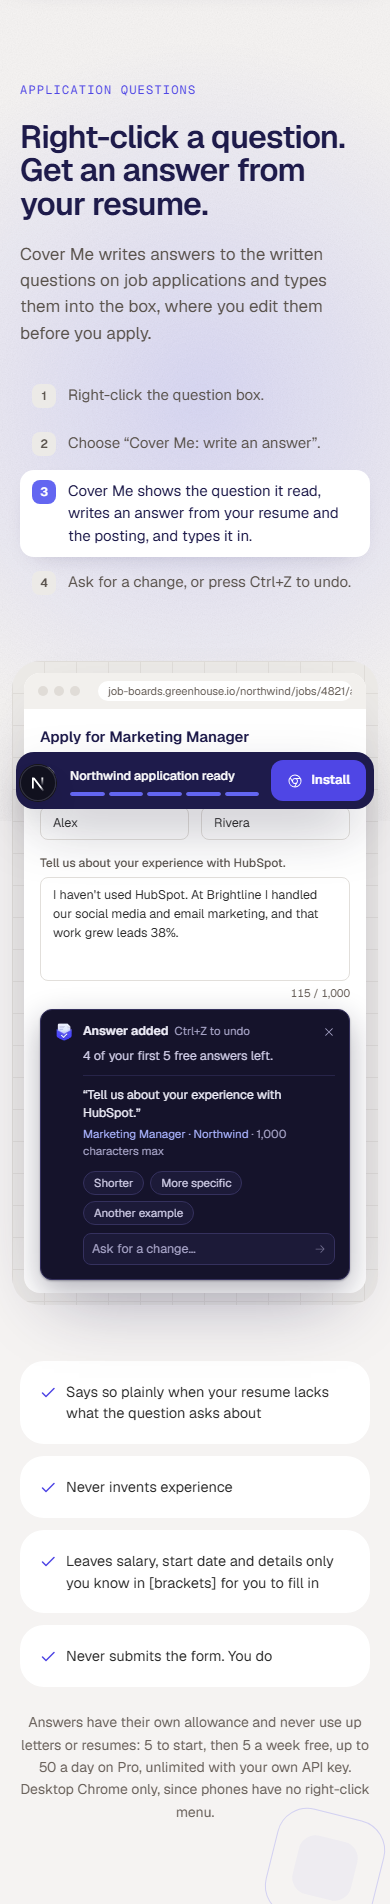 APPLICATION QUESTIONS
Right-click a question.
Get an answer from
your resume.
Cover Me writes answers to the written
questions on job applications and types
them into the box, where you edit them
before you apply.
1 Right-click the question box.
2 Choose “Cover Me: write an answer”.
3 Cover Me shows the question it read,
writes an answer from your resume and
the posting, and types it in.
4 Ask for a change, or press Ctrl+Z to undo.
job-boards.greenhouse.io/northwind/jobs/4821/
Apply for Marketing Manager
N Northwind application ready Install
Alex Rivera
Tell us about your experience with HubSpot.
I haven't used HubSpot. At Brightline I handled
our social media and email marketing, and that
work grew leads 38%.
115 / 1,000
Answer added Ctrl+Z to undo
4 of your first 5 free answers left.
“Tell us about your experience with
HubSpot.”
Marketing Manager · Northwind · 1,000
characters max
Shorter More specific
Another example
Ask for a change…
Says so plainly when your resume lacks
what the question asks about
Never invents experience
Leaves salary, start date and details only
you know in [brackets] for you to fill in
Never submits the form. You do
Answers have their own allowance and never use up
letters or resumes: 5 to start, then 5 a week free, up to
50 a day on Pro, unlimited with your own API key.
Desktop Chrome only, since phones have no right-click
menu.